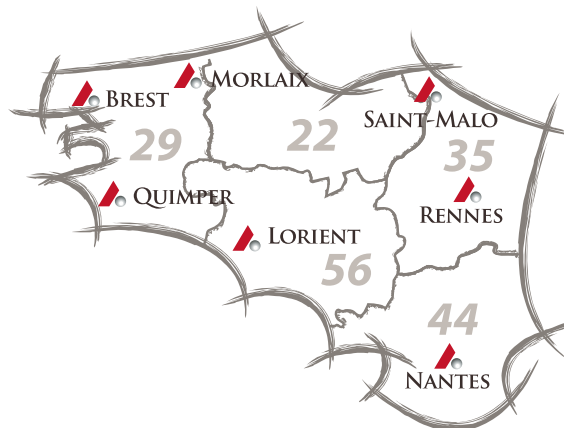 MORLAIX
BREST
SAINT-MALO
22
29
35
QUIMPER
RENNES
LORIENT
56
44
NANTES